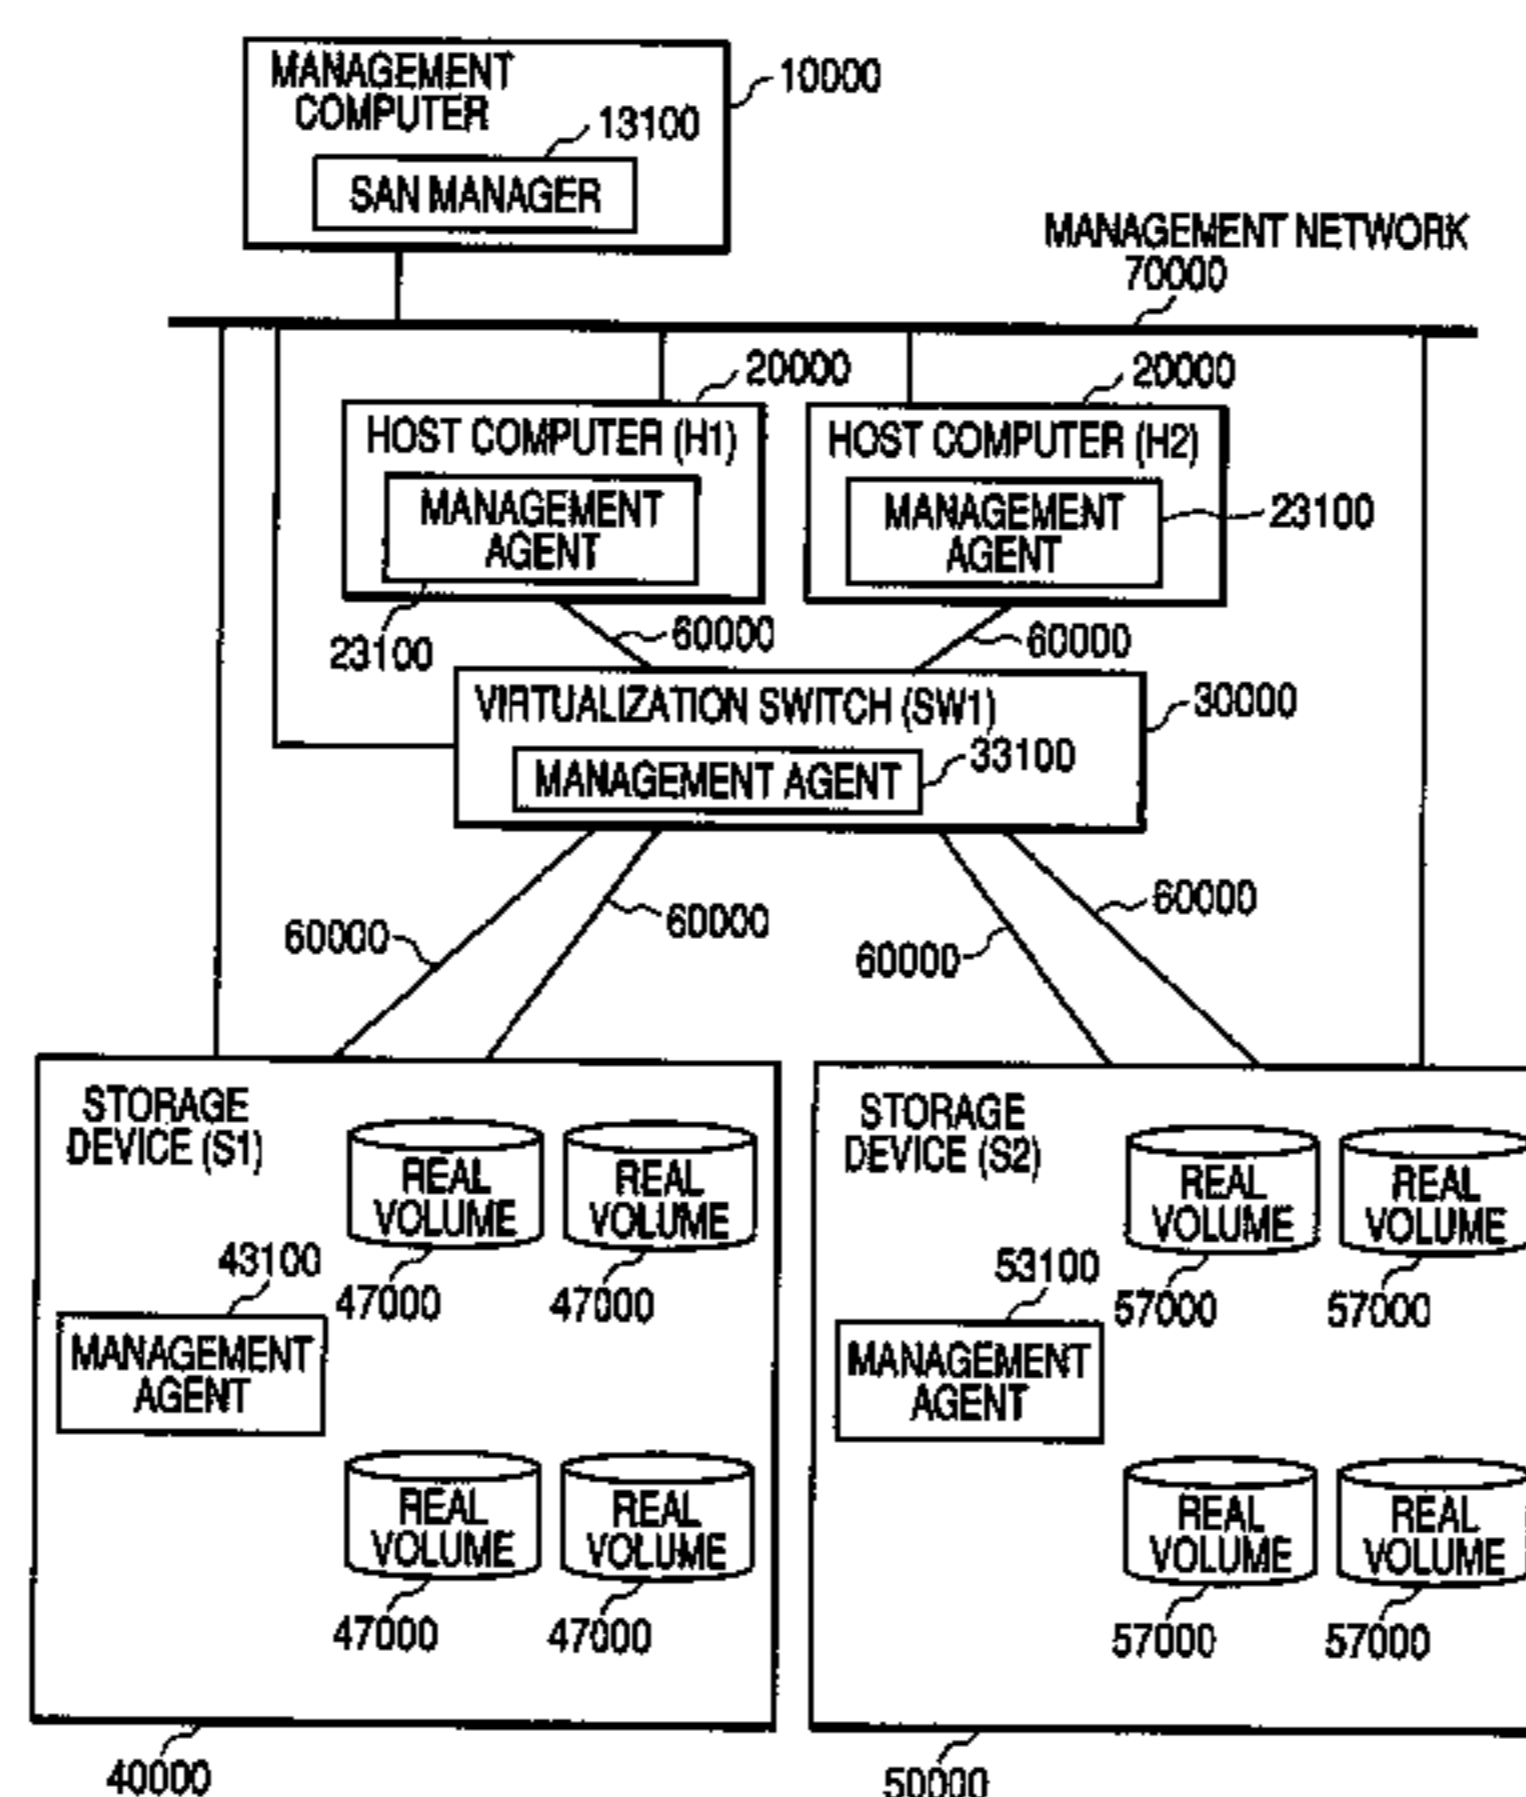 MANAGEMENT
COMPUTER
10000
13100
SAN MANAGER
MANAGEMENT NETWORK
70000
20000
20000
HOST COMPUTER (H1)
HOST COMPUTER (H2)
MANAGEMENT
AGENT
MANAGEMENT
AGENT
23100
23100
60000
60000
VIRTUALIZATION SWITCH (SW1)
30000
33100
MANAGEMENT AGENT
60000
60000
60000
60000
STORAGE
DEVICE (S1)
REAL
VOLUME
REAL
VOLUME
43100
47000
47000
MANAGEMENT
AGENT
REAL
VOLUME
REAL
VOLUME
47000
47000
40000
STORAGE
DEVICE (S2)
REAL
VOLUME
REAL
VOLUME
53100
57000
57000
MANAGEMENT
AGENT
REAL
VOLUME
REAL
VOLUME
57000
57000
50000